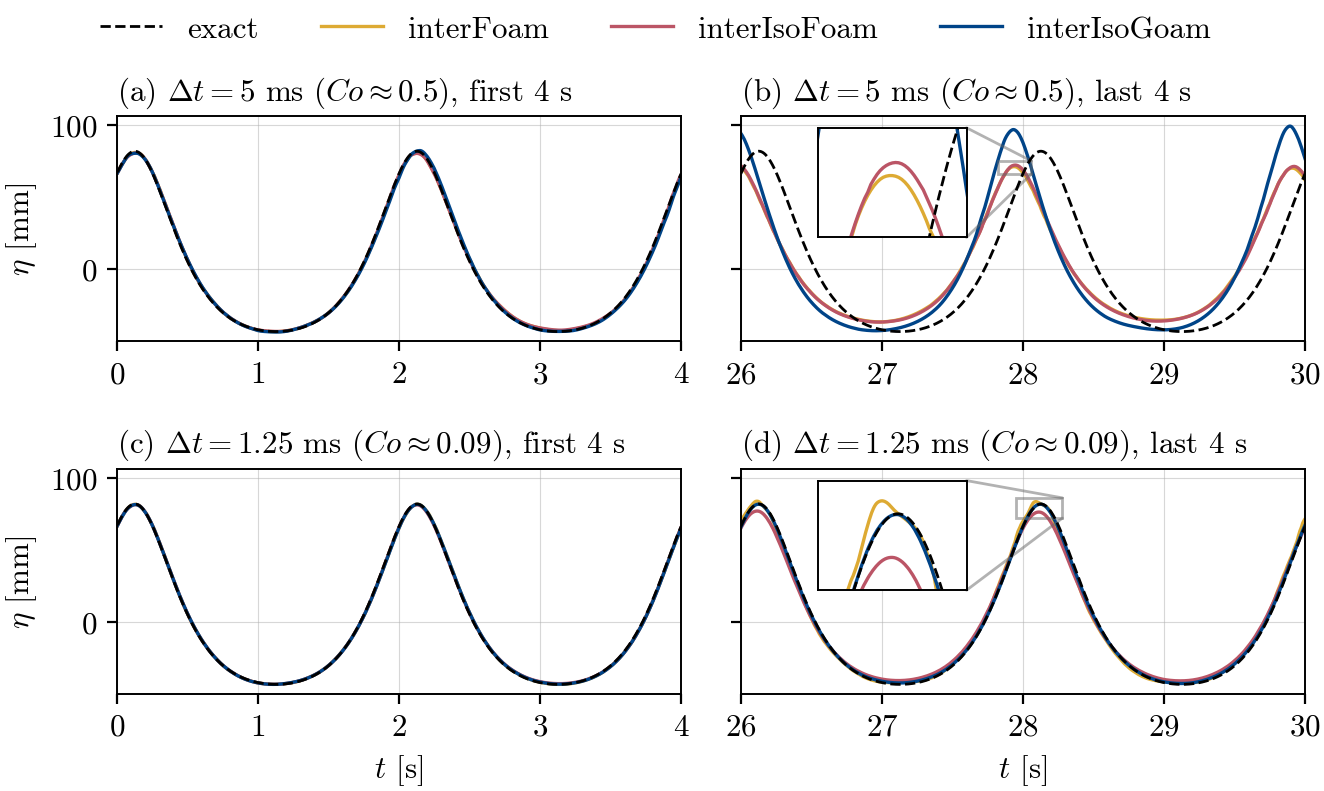 exact interFoam interIsoFoam interIsoGoam
(a) Δt = 5 ms (Co ≈ 0.5), first 4 s
(b) Δt = 5 ms (Co ≈ 0.5), last 4 s
η [mm]
100
0
0 1 2 3 4
26 27 28 29 30
(c) Δt = 1.25 ms (Co ≈ 0.09), first 4 s
(d) Δt = 1.25 ms (Co ≈ 0.09), last 4 s
η [mm]
100
0
0 1 2 3 4
26 27 28 29 30
t [s]
t [s]